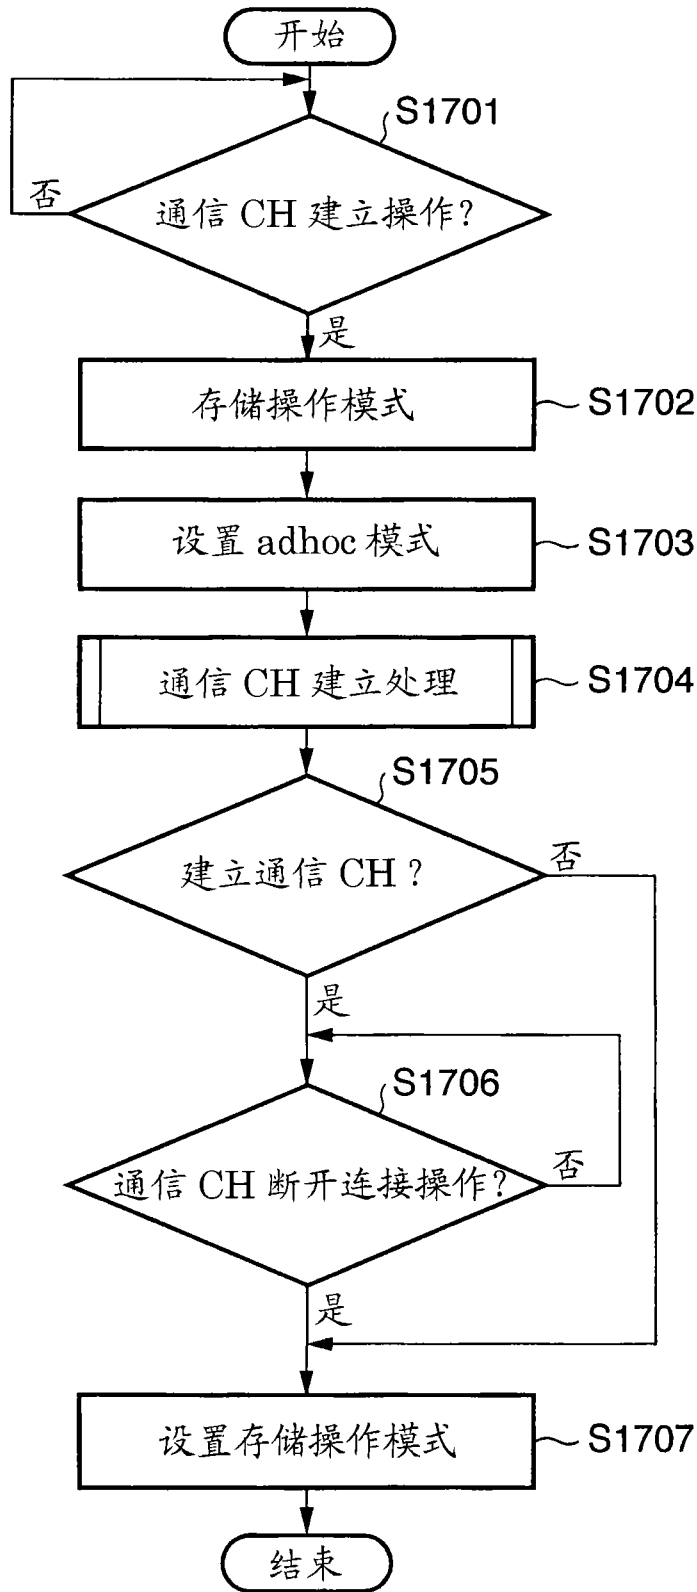 开始
S1701
否
通信 CH 建立操作?
是
存储操作模式
S1702
设置 adhoc 模式
S1703
通信 CH 建立处理
S1704
S1705
建立通信 CH ?
否
是
S1706
通信 CH 断开连接操作?
否
是
设置存储操作模式
S1707
结束